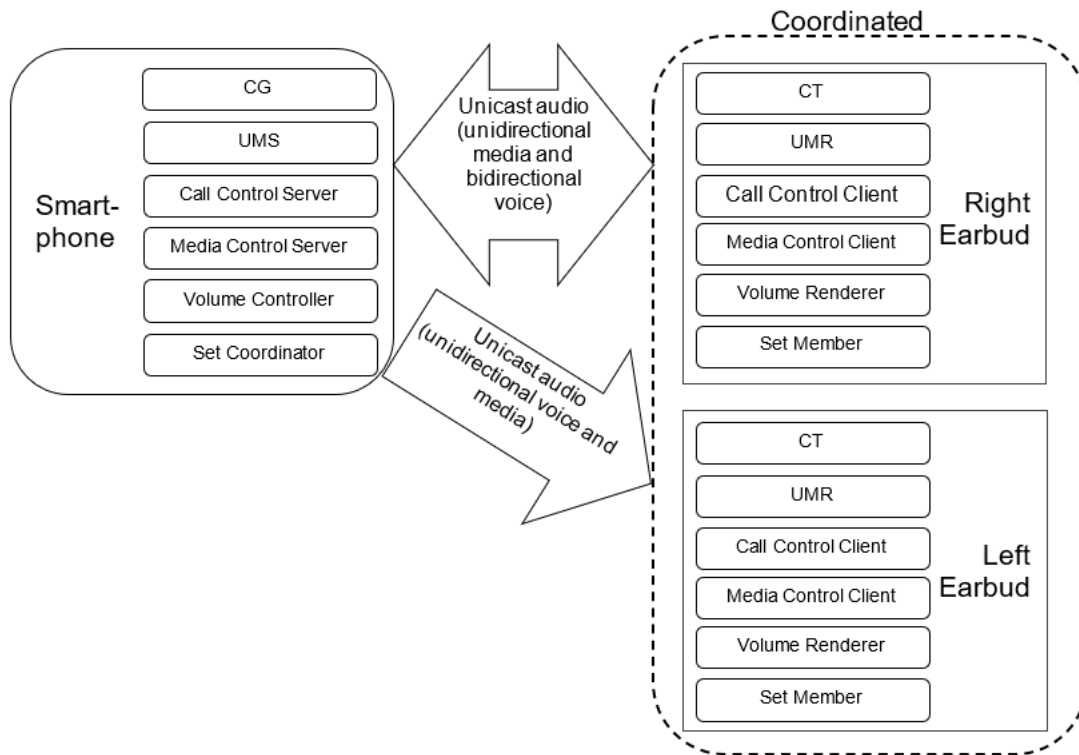 Coordinated
Smart-
phone
CG
UMS
Call Control Server
Media Control Server
Volume Controller
Set Coordinator
Unicast audio
(unidirectional
media and
bidirectional
voice)
Unicast audio
(unidirectional voice and
media)
CT
UMR
Call Control Client
Media Control Client
Volume Renderer
Set Member
Right
Earbud
CT
UMR
Call Control Client
Media Control Client
Volume Renderer
Set Member
Left
Earbud